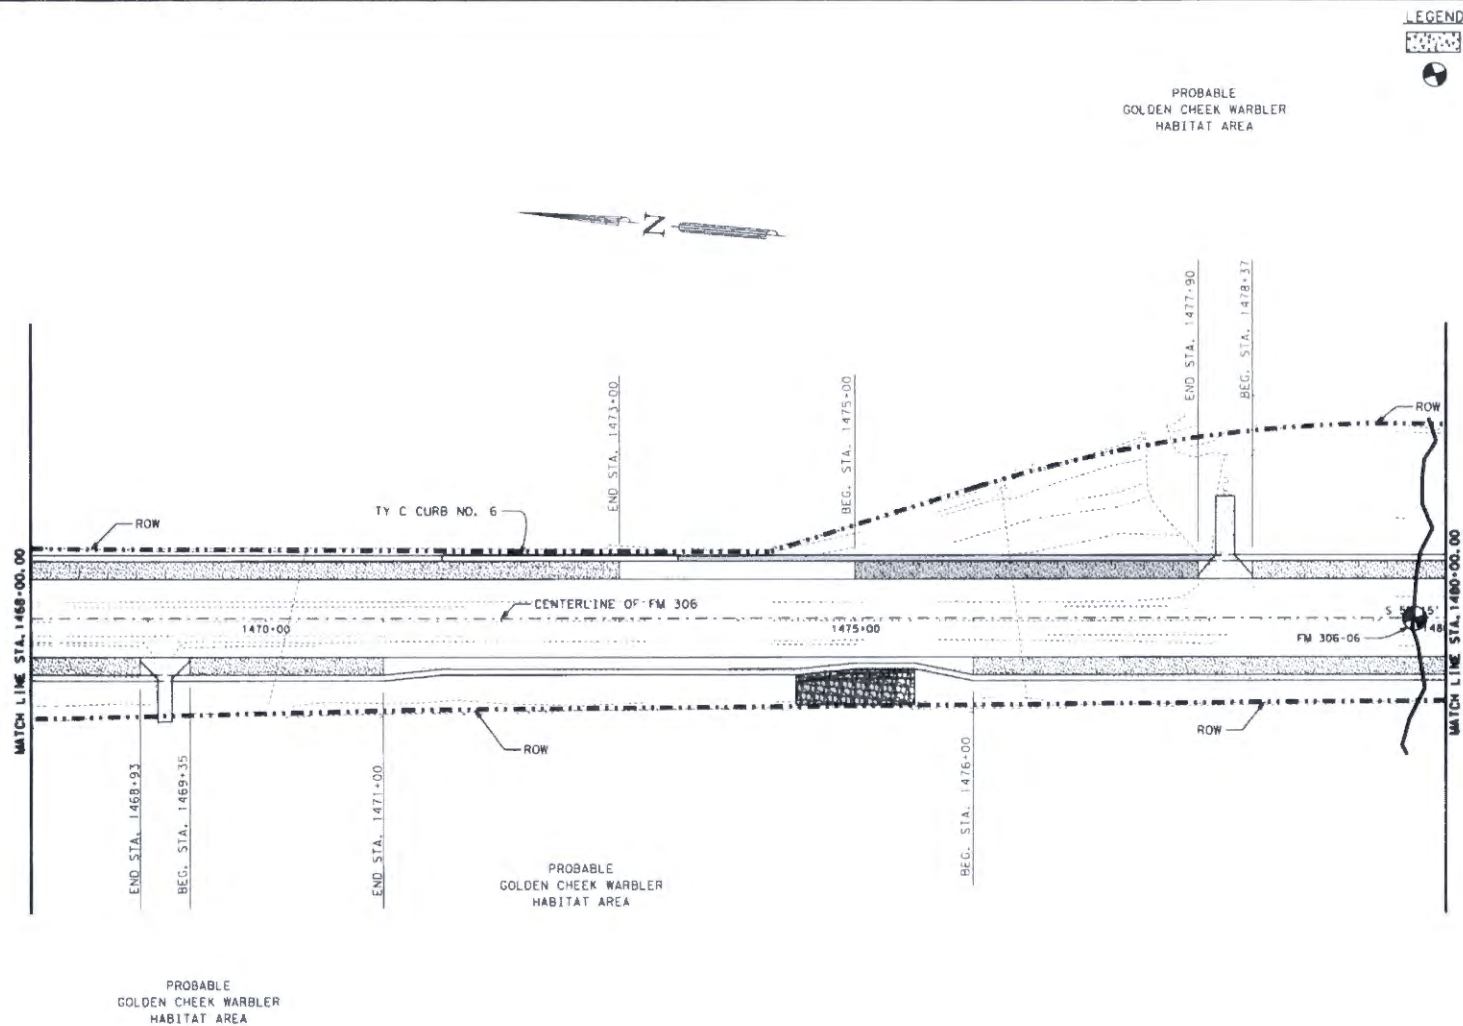 LEGEND
PROBABLE
GOLDEN CHEEK WARBLER
HABITAT AREA
Z
END STA. 1477+90
BEG. STA. 1478+37
END STA. 1473+00
BEG. STA. 1475+00
ROW
TY C CURB NO. 6
ROW
MATCH LINE STA. 1468+00.00
CENTERLINE OF FM 306
1470+00
1475+00
FM 306-06
MATCH LINE STA. 1480+00.00
ROW
ROW
END STA. 1468+93
BEG. STA. 1469+35
END STA. 1471+00
BEG. STA. 1476+00
PROBABLE
GOLDEN CHEEK WARBLER
HABITAT AREA
PROBABLE
GOLDEN CHEEK WARBLER
HABITAT AREA